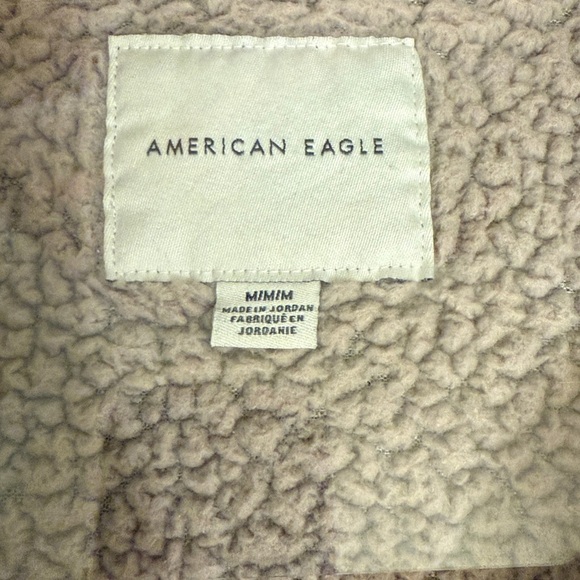 AMERICAN EAGLE
M/M/M
MADE IN JORDAN
FABRIQUÉ EN
JORDANIE